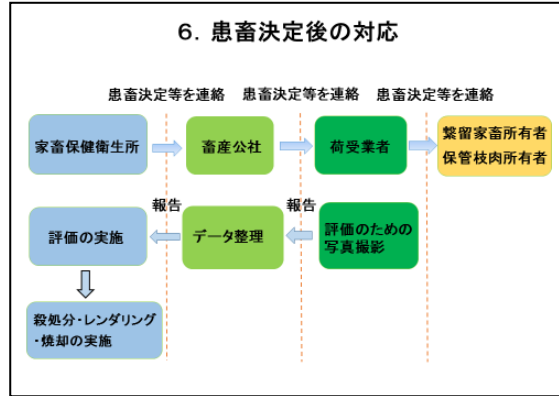 6．患畜決定後の対応
患畜決定等を連絡
患畜決定等を連絡
患畜決定等を連絡
家畜保健衛生所
畜産公社
荷受業者
繋留家畜所有者
保管枝肉所有者
報告
報告
評価の実施
データ整理
評価のための
写真撮影
殺処分・レンダリング
・焼却の実施